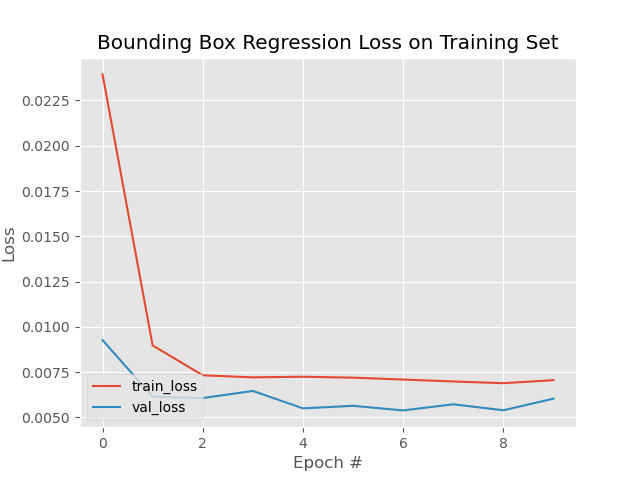 Bounding Box Regression Loss on Training Set
0.0225
0.0200
0.0175
0.0150
0.0125
0.0100
0.0075
0.0050
Loss
train_loss
val_loss
0 2 4 6 8
Epoch #